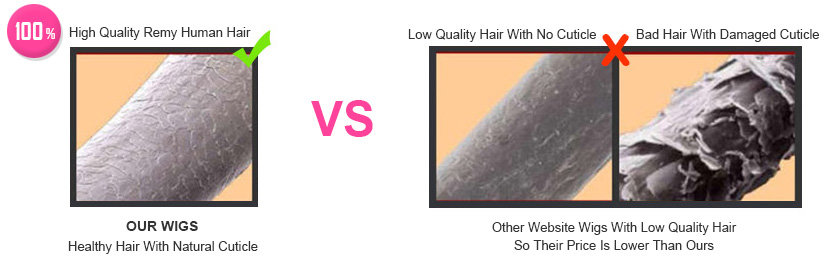 100%
High Quality Remy Human Hair
OUR WIGS
Healthy Hair With Natural Cuticle
VS
Low Quality Hair With No Cuticle
Bad Hair With Damaged Cuticle
Other Website Wigs With Low Quality Hair
So Their Price Is Lower Than Ours